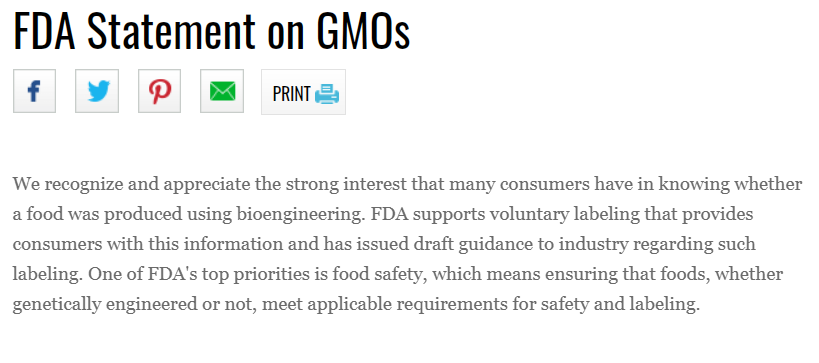 FDA Statement on GMOs
PRINT
We recognize and appreciate the strong interest that many consumers have in knowing whether
a food was produced using bioengineering. FDA supports voluntary labeling that provides
consumers with this information and has issued draft guidance to industry regarding such
labeling. One of FDA's top priorities is food safety, which means ensuring that foods, whether
genetically engineered or not, meet applicable requirements for safety and labeling.